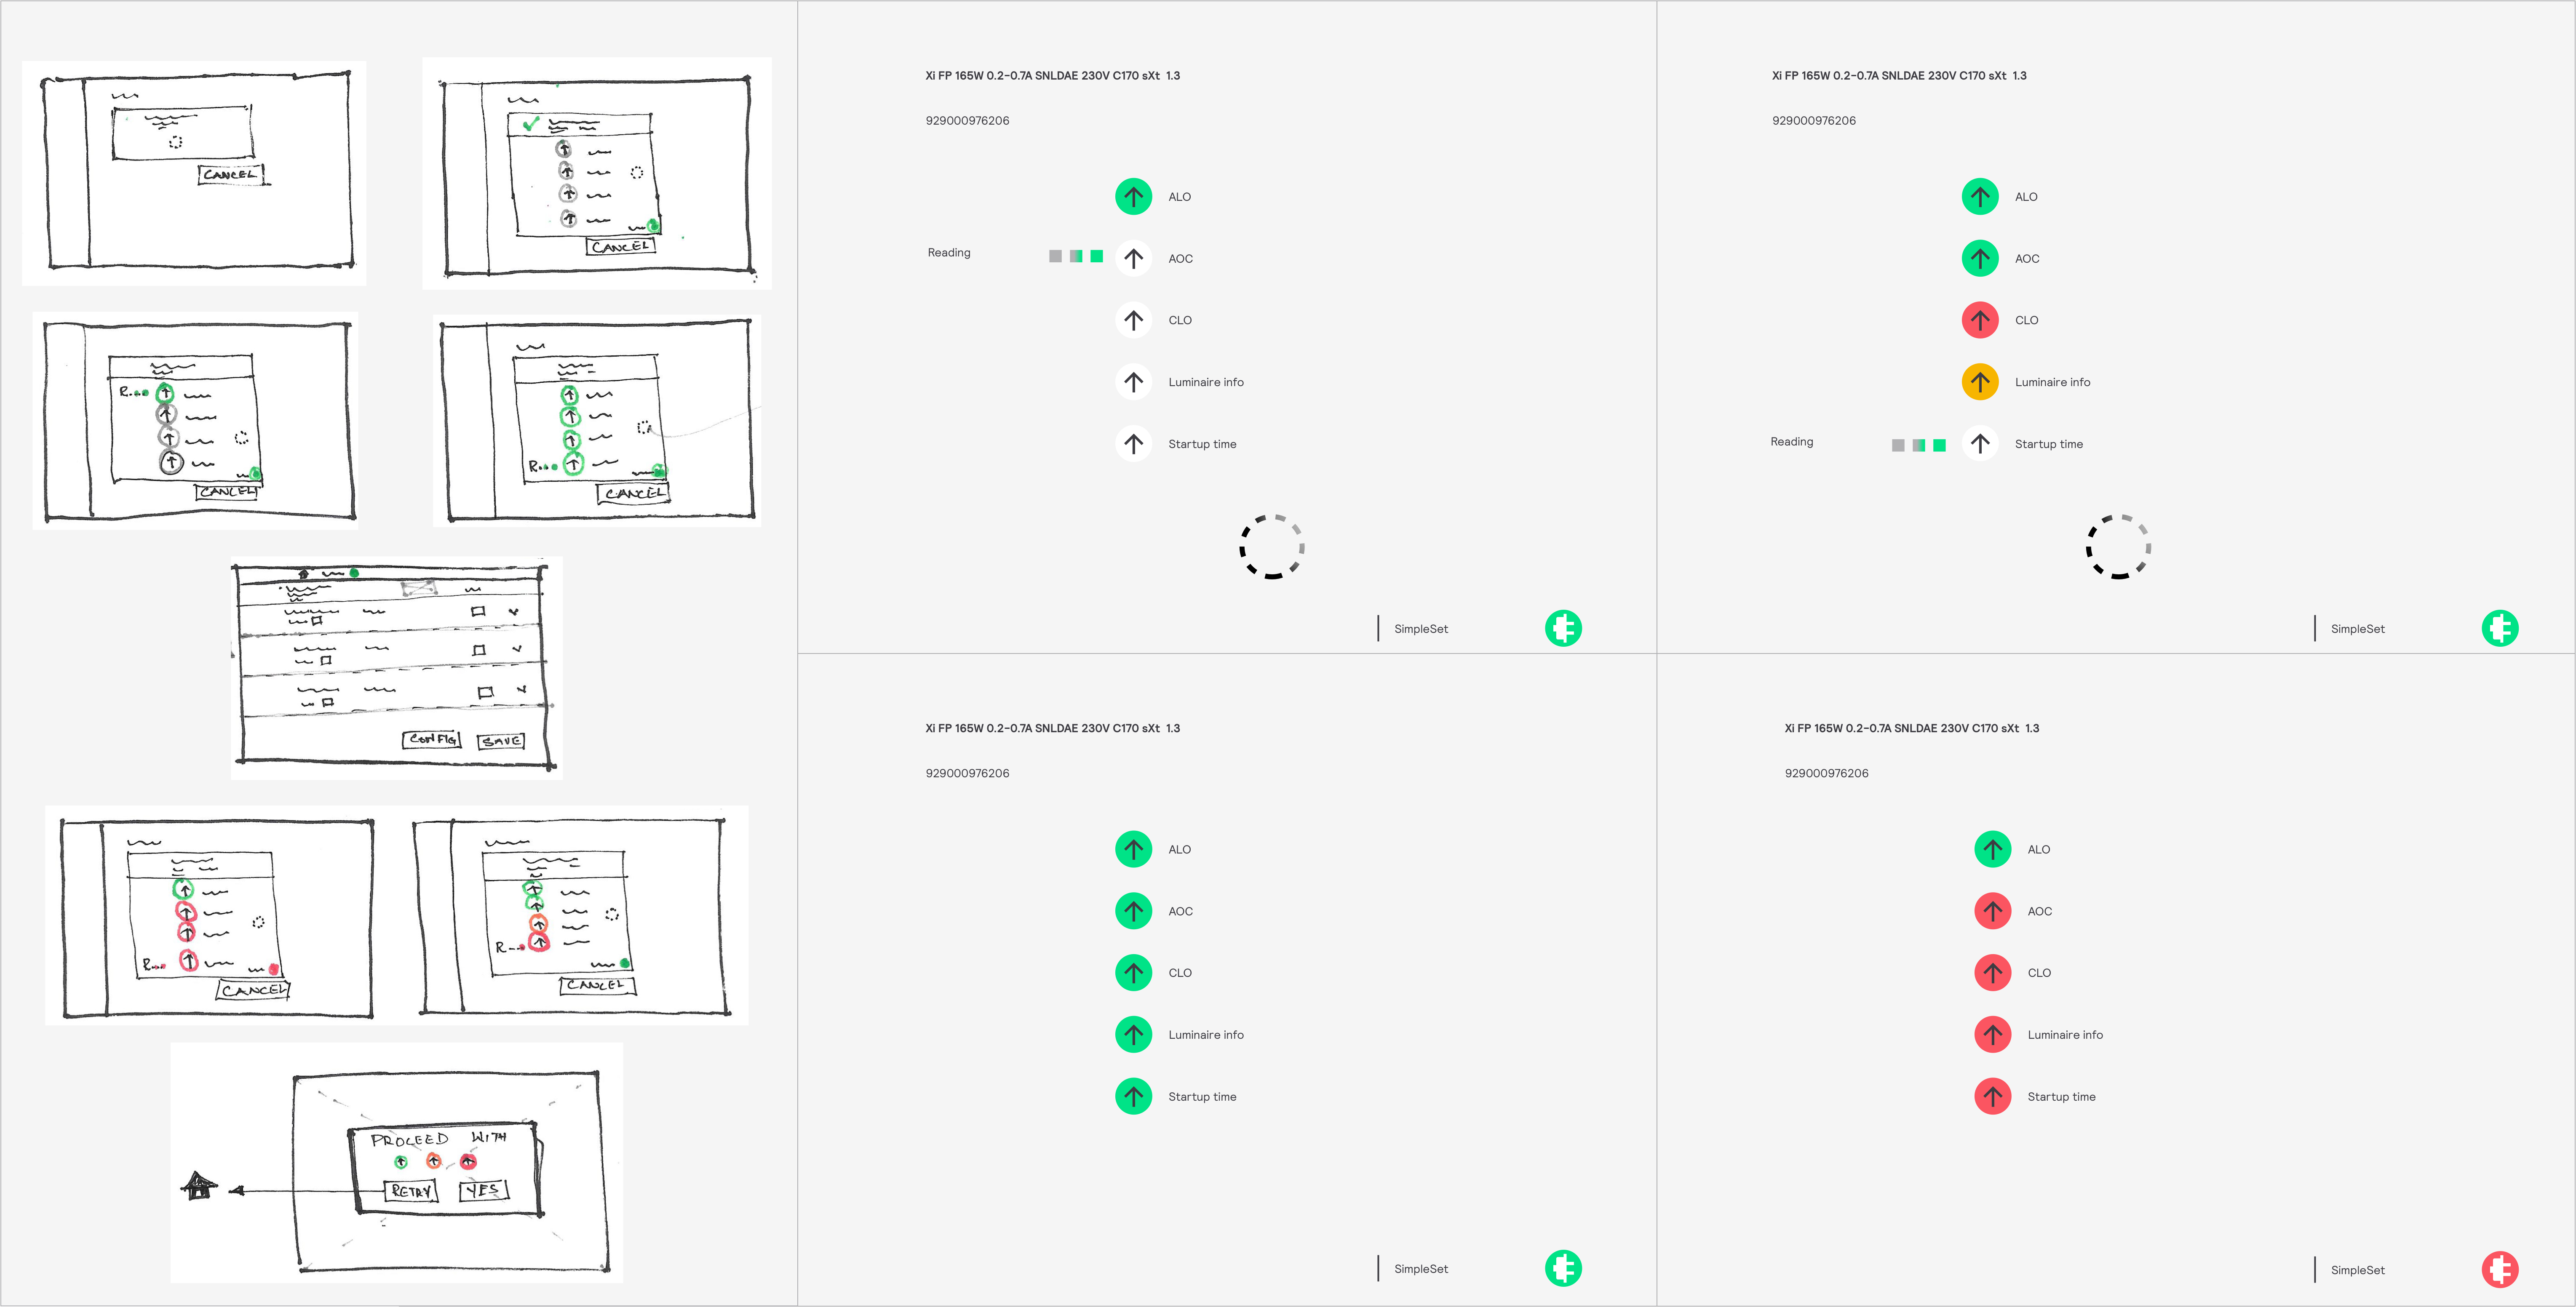 CANCEL
CANCEL
R...
CANCEL
R...
CANCEL
CONFIG SAVE
R...
CANCEL
R...
CANCEL
PROCEED WITH
RETRY YES
Xi FP 165W 0.2-0.7A SNLDAE 230V C170 sXt 1.3
929000976206
ALO
Reading
AOC
CLO
Luminaire info
Startup time
SimpleSet
Xi FP 165W 0.2-0.7A SNLDAE 230V C170 sXt 1.3
929000976206
ALO
AOC
CLO
Luminaire info
Reading
Startup time
SimpleSet
Xi FP 165W 0.2-0.7A SNLDAE 230V C170 sXt 1.3
929000976206
ALO
AOC
CLO
Luminaire info
Startup time
SimpleSet
Xi FP 165W 0.2-0.7A SNLDAE 230V C170 sXt 1.3
929000976206
ALO
AOC
CLO
Luminaire info
Startup time
SimpleSet